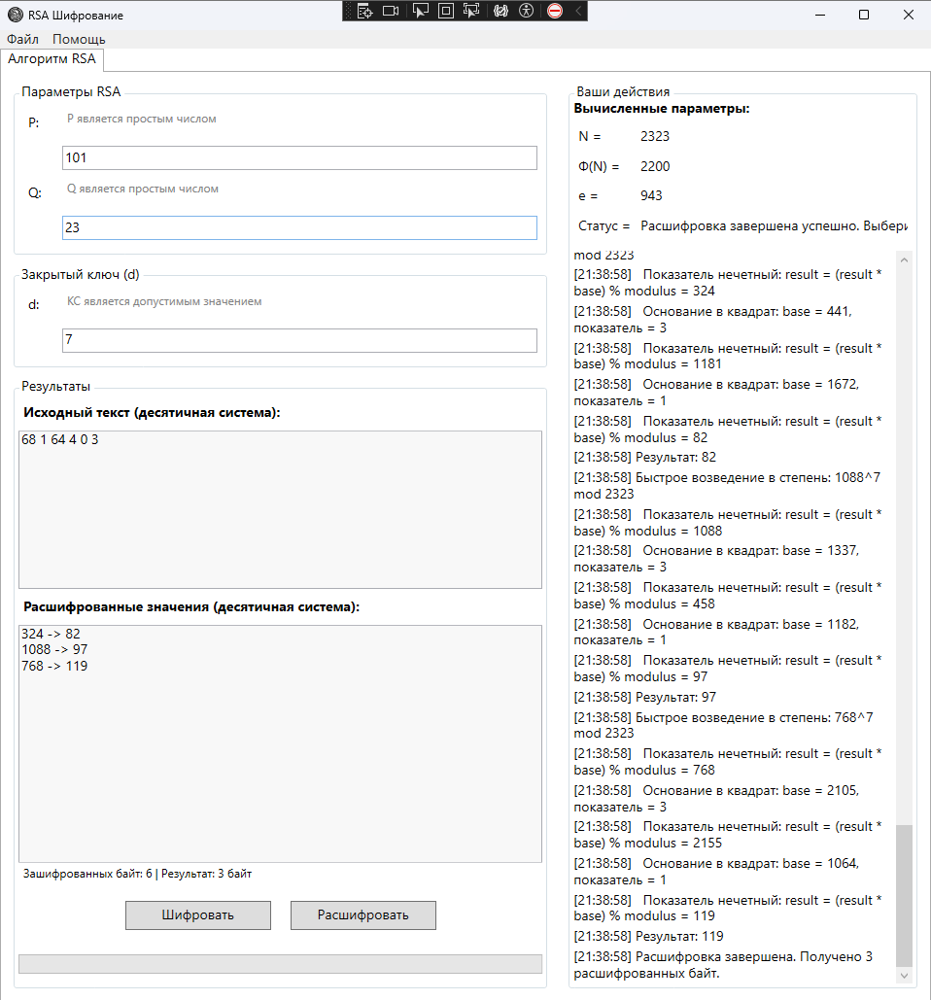 RSA Шифрование
Файл Помощь
Алгоритм RSA
Параметры RSA
P: P является простым числом
101
Q: Q является простым числом
23
Закрытый ключ (d)
d: КС является допустимым значением
7
Результаты
Исходный текст (десятичная система):
68 1 64 4 0 3
Расшифрованные значения (десятичная система):
324 -> 82
1088 -> 97
768 -> 119
Зашифрованных байт: 6 | Результат: 3 байт
Шифровать Расшифровать
Ваши действия
Вычисленные параметры:
N = 2323
Φ(N) = 2200
e = 943
Статус = Расшифровка завершена успешно. Выбери
mod 2323
[21:38:58]   Показатель нечетный: result = (result *
base) % modulus = 324
[21:38:58]   Основание в квадрат: base = 441,
показатель = 3
[21:38:58]   Показатель нечетный: result = (result *
base) % modulus = 1181
[21:38:58]   Основание в квадрат: base = 1672,
показатель = 1
[21:38:58]   Показатель нечетный: result = (result *
base) % modulus = 82
[21:38:58] Результат: 82
[21:38:58] Быстрое возведение в степень: 1088^7
mod 2323
[21:38:58]   Показатель нечетный: result = (result *
base) % modulus = 1088
[21:38:58]   Основание в квадрат: base = 1337,
показатель = 3
[21:38:58]   Показатель нечетный: result = (result *
base) % modulus = 458
[21:38:58]   Основание в квадрат: base = 1182,
показатель = 1
[21:38:58]   Показатель нечетный: result = (result *
base) % modulus = 97
[21:38:58] Результат: 97
[21:38:58] Быстрое возведение в степень: 768^7
mod 2323
[21:38:58]   Показатель нечетный: result = (result *
base) % modulus = 768
[21:38:58]   Основание в квадрат: base = 2105,
показатель = 3
[21:38:58]   Показатель нечетный: result = (result *
base) % modulus = 2155
[21:38:58]   Основание в квадрат: base = 1064,
показатель = 1
[21:38:58]   Показатель нечетный: result = (result *
base) % modulus = 119
[21:38:58] Результат: 119
[21:38:58] Расшифровка завершена. Получено 3
расшифрованных байт.